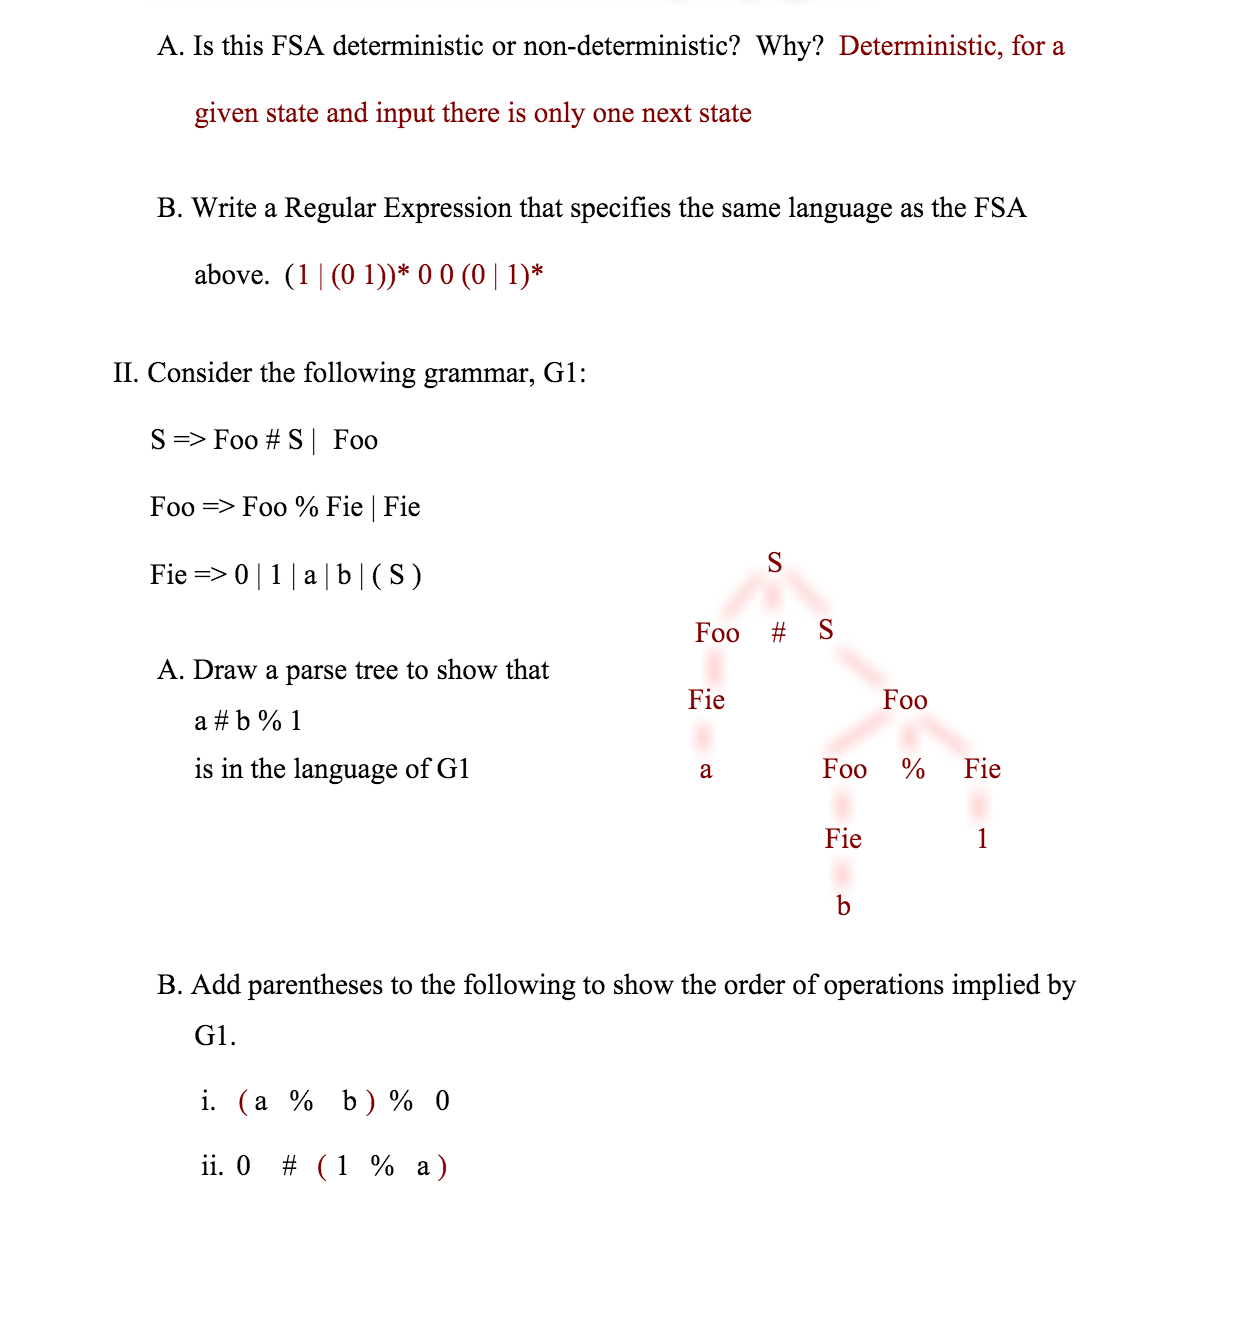 A. Is this FSA deterministic or non-deterministic? Why? Deterministic, for a
given state and input there is only one next state
B. Write a Regular Expression that specifies the same language as the FSA
above. (1 | (0 1))* 0 0 (0 | 1)*
II. Consider the following grammar, G1:
S => Foo # S | Foo
Foo => Foo % Fie | Fie
Fie => 0 | 1 | a | b | ( S )
A. Draw a parse tree to show that
a # b % 1
is in the language of G1
S
Foo # S
Fie Foo
a Foo % Fie
Fie 1
b
B. Add parentheses to the following to show the order of operations implied by
G1.
i. ( a % b ) % 0
ii. 0 # ( 1 % a )